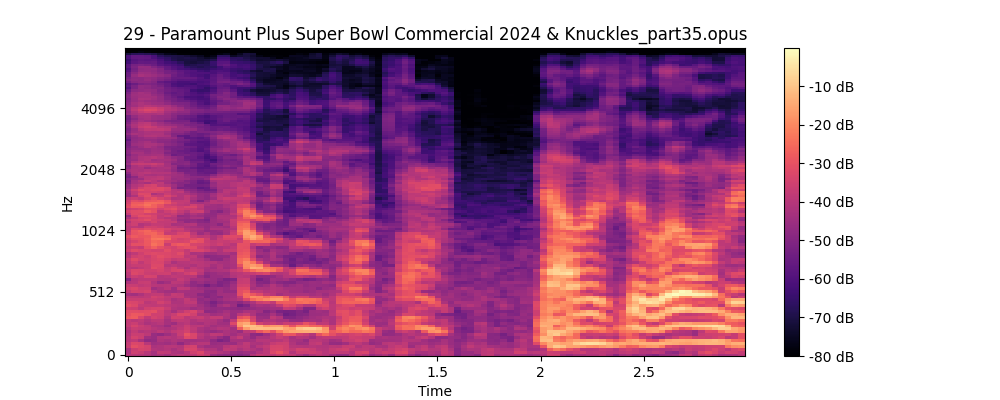 29 - Paramount Plus Super Bowl Commercial 2024 & Knuckles_part35.opus
Hz
4096
2048
1024
512
0
0
0.5
1
1.5
2
2.5
Time
-10 dB
-20 dB
-30 dB
-40 dB
-50 dB
-60 dB
-70 dB
-80 dB